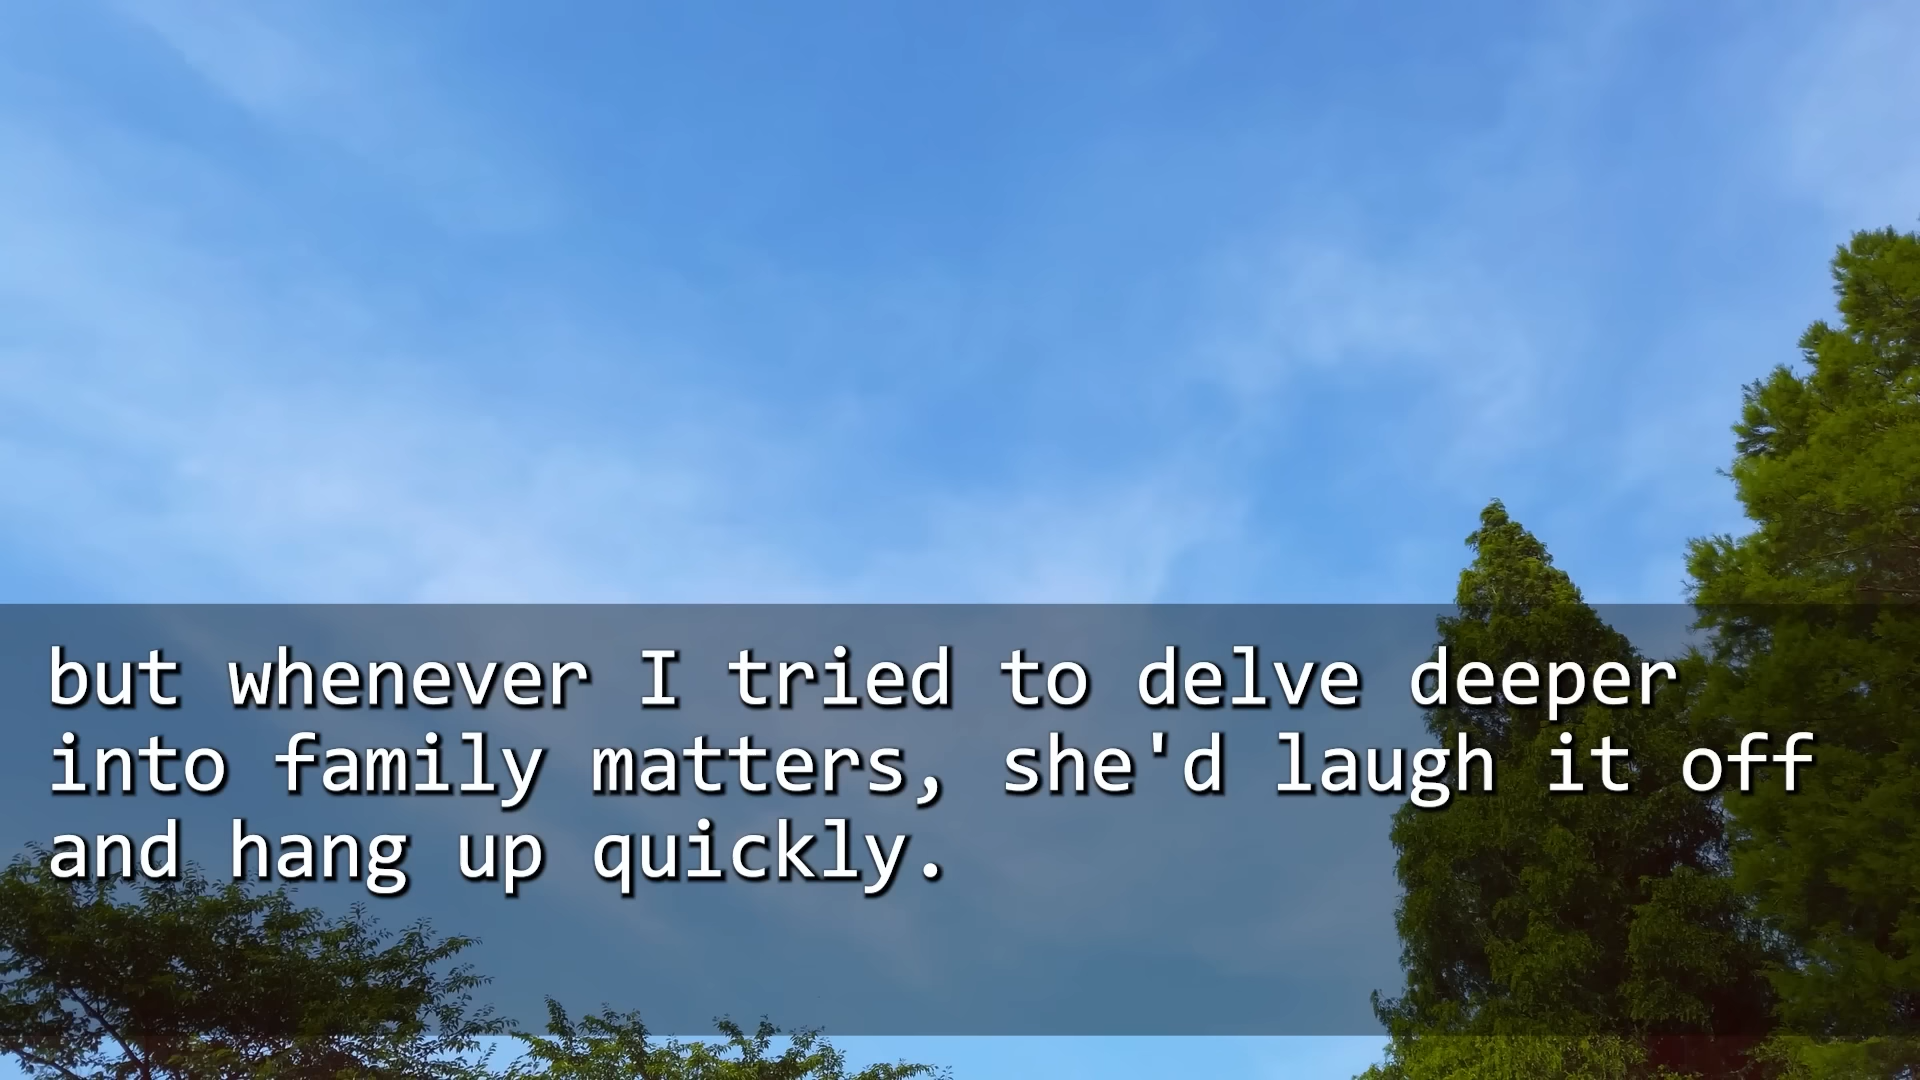 but whenever I tried to delve deeper
into family matters, she'd laugh it off
and hang up quickly.